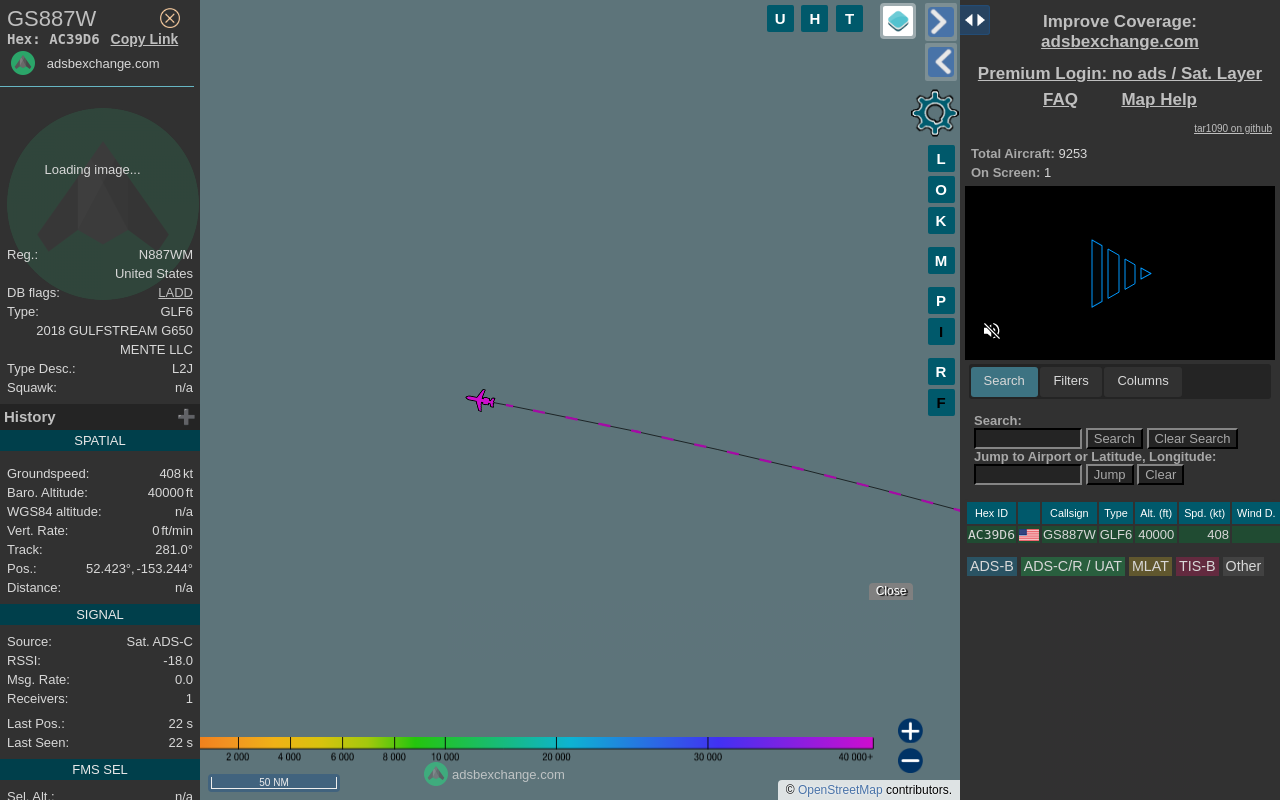 GS887W
Hex: AC39D6 Copy Link
adsbexchange.com
Loading image...
Reg.: N887WM
United States
DB flags: LADD
Type: GLF6
2018 GULFSTREAM G650
MENTE LLC
Type Desc.: L2J
Squawk: n/a
History
SPATIAL
Groundspeed: 408 kt
Baro. Altitude: 40000 ft
WGS84 altitude: n/a
Vert. Rate: 0 ft/min
Track: 281.0°
Pos.: 52.423°, -153.244°
Distance: n/a
SIGNAL
Source: Sat. ADS-C
RSSI: -18.0
Msg. Rate: 0.0
Receivers: 1
Last Pos.: 22 s
Last Seen: 22 s
FMS SEL
Sel. Alt.: n/a
U H T
L
O
K
M
P
I
R
F
Close
2 000 4 000 6 000 8 000 10 000 20 000 30 000 40 000+
adsbexchange.com
50 NM
© OpenStreetMap contributors.
Improve Coverage:
adsbexchange.com
Premium Login: no ads / Sat. Layer
FAQ Map Help
tar1090 on github
Total Aircraft: 9253
On Screen: 1
Search Filters Columns
Search:
Search Clear Search
Jump to Airport or Latitude, Longitude:
Jump Clear
Hex ID Callsign Type Alt. (ft) Spd. (kt) Wind D.
AC39D6 GS887W GLF6 40000 408
ADS-B ADS-C/R / UAT MLAT TIS-B Other